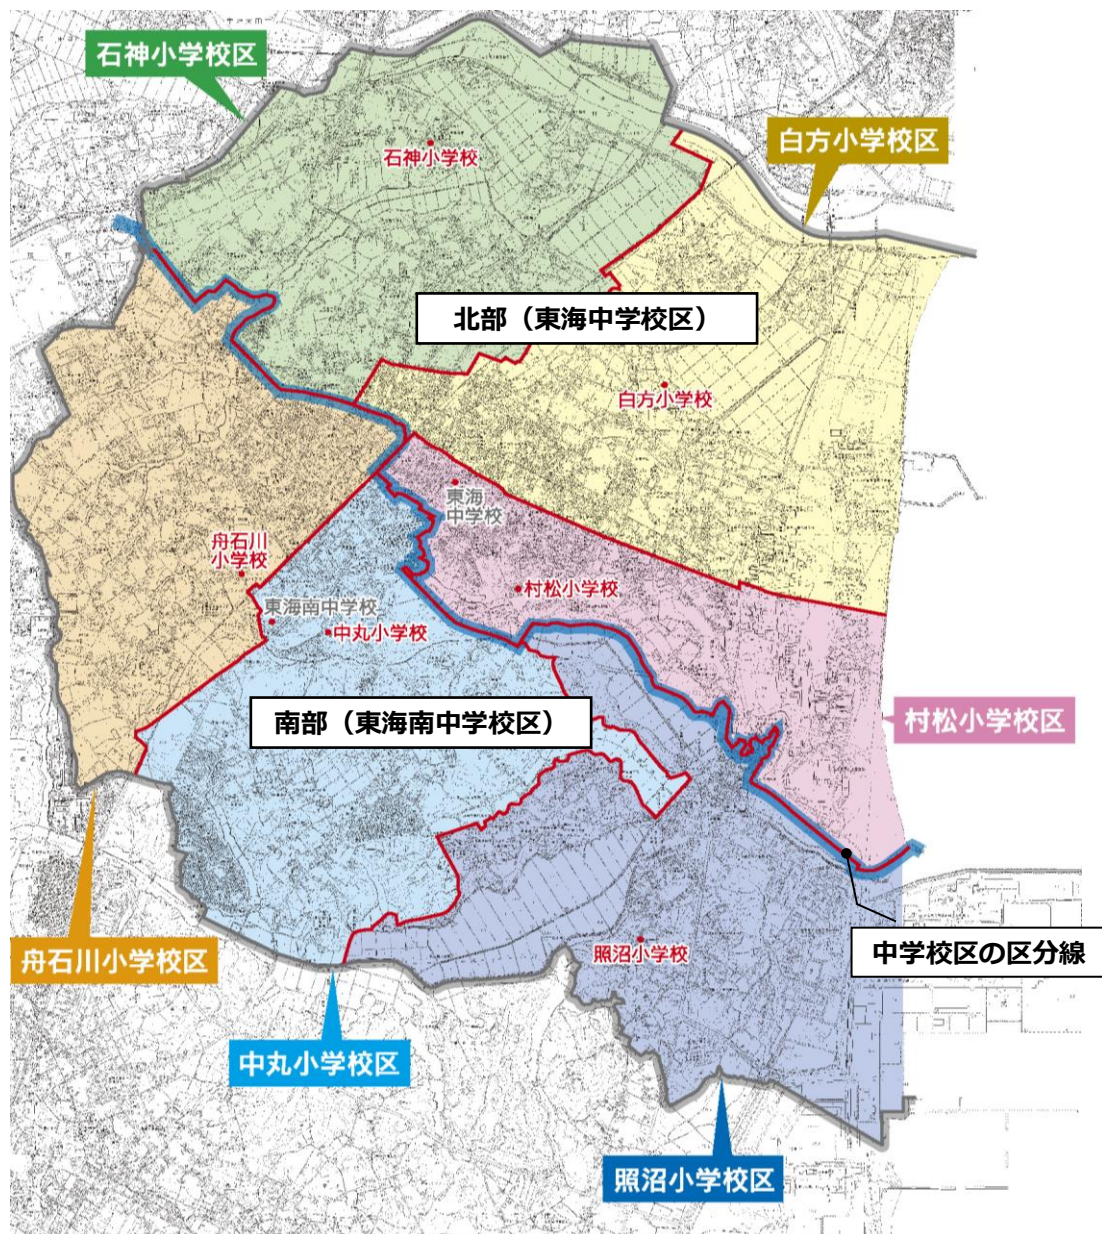 石神小学校区
白方小学校区
石神小学校
北部（東海中学校区）
白方小学校
東海
中学校
舟石川
小学校
村松小学校
東海南中学校
中丸小学校
南部（東海南中学校区）
村松小学校区
照沼小学校
中学校区の区分線
舟石川小学校区
中丸小学校区
照沼小学校区